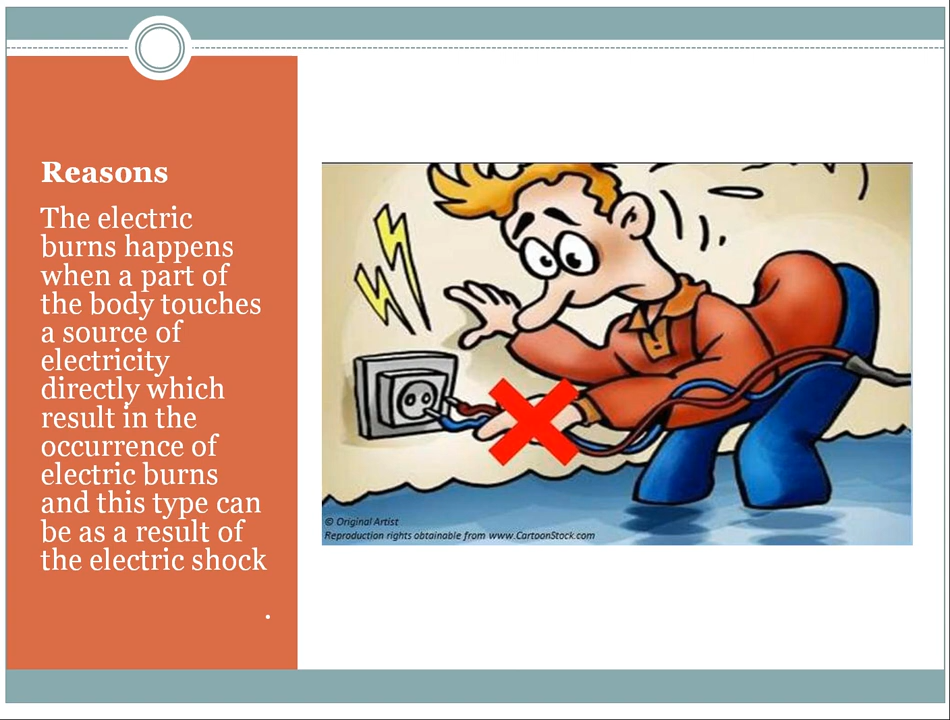 Reasons
The electric
burns happens
when a part of
the body touches
a source of
electricity
directly which
result in the
occurrence of
electric burns
and this type can
be as a result of
the electric shock
.
© Original Artist
Reproduction rights obtainable from www.CartoonStock.com